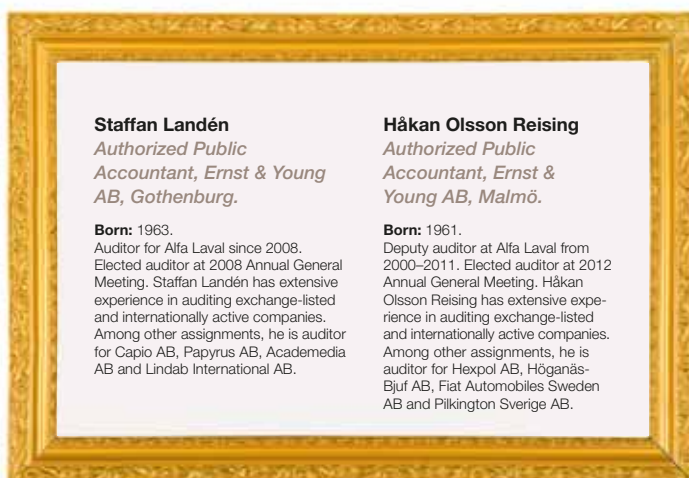 Staffan Landén
Authorized Public
Accountant, Ernst & Young
AB, Gothenburg.
Born: 1963.
Auditor for Alfa Laval since 2008.
Elected auditor at 2008 Annual General
Meeting. Staffan Landén has extensive
experience in auditing exchange-listed
and internationally active companies.
Among other assignments, he is auditor
for Capio AB, Papyrus AB, Academedia
AB and Lindab International AB.
Håkan Olsson Reising
Authorized Public
Accountant, Ernst &
Young AB, Malmö.
Born: 1961.
Deputy auditor at Alfa Laval from
2000–2011. Elected auditor at 2012
Annual General Meeting. Håkan
Olsson Reising has extensive expe-
rience in auditing exchange-listed
and internationally active companies.
Among other assignments, he is
auditor for Hexpol AB, Höganäs-
Bjuf AB, Fiat Automobiles Sweden
AB and Pilkington Sverige AB.